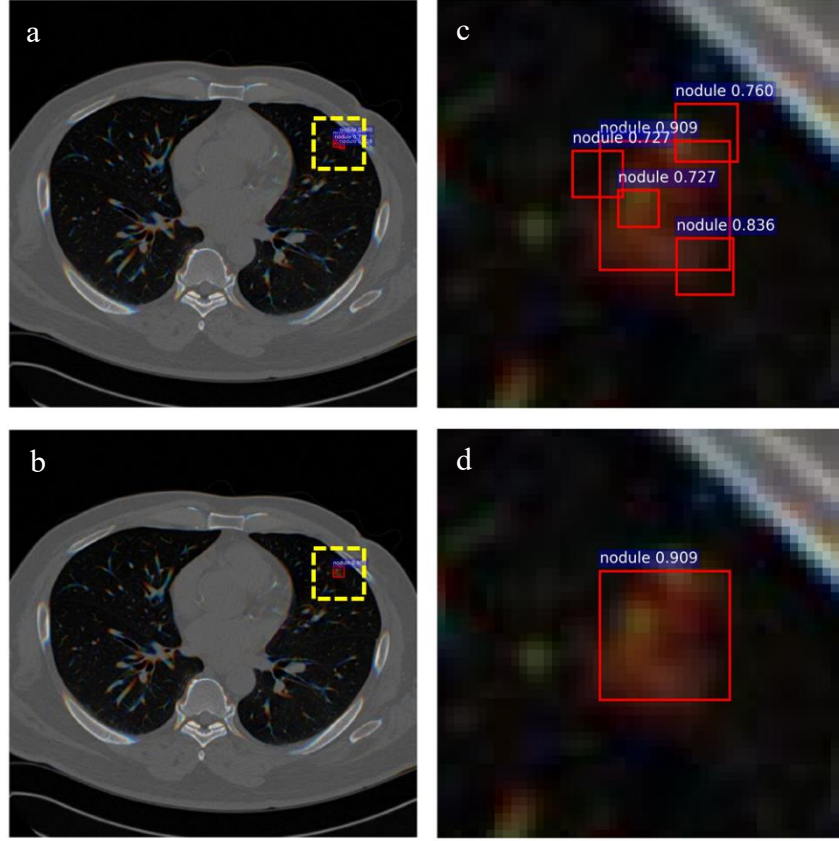 a
c
nodule 0.760
nodule 0.909
nodule 0.727
nodule 0.727
nodule 0.836
b
d
nodule 0.909